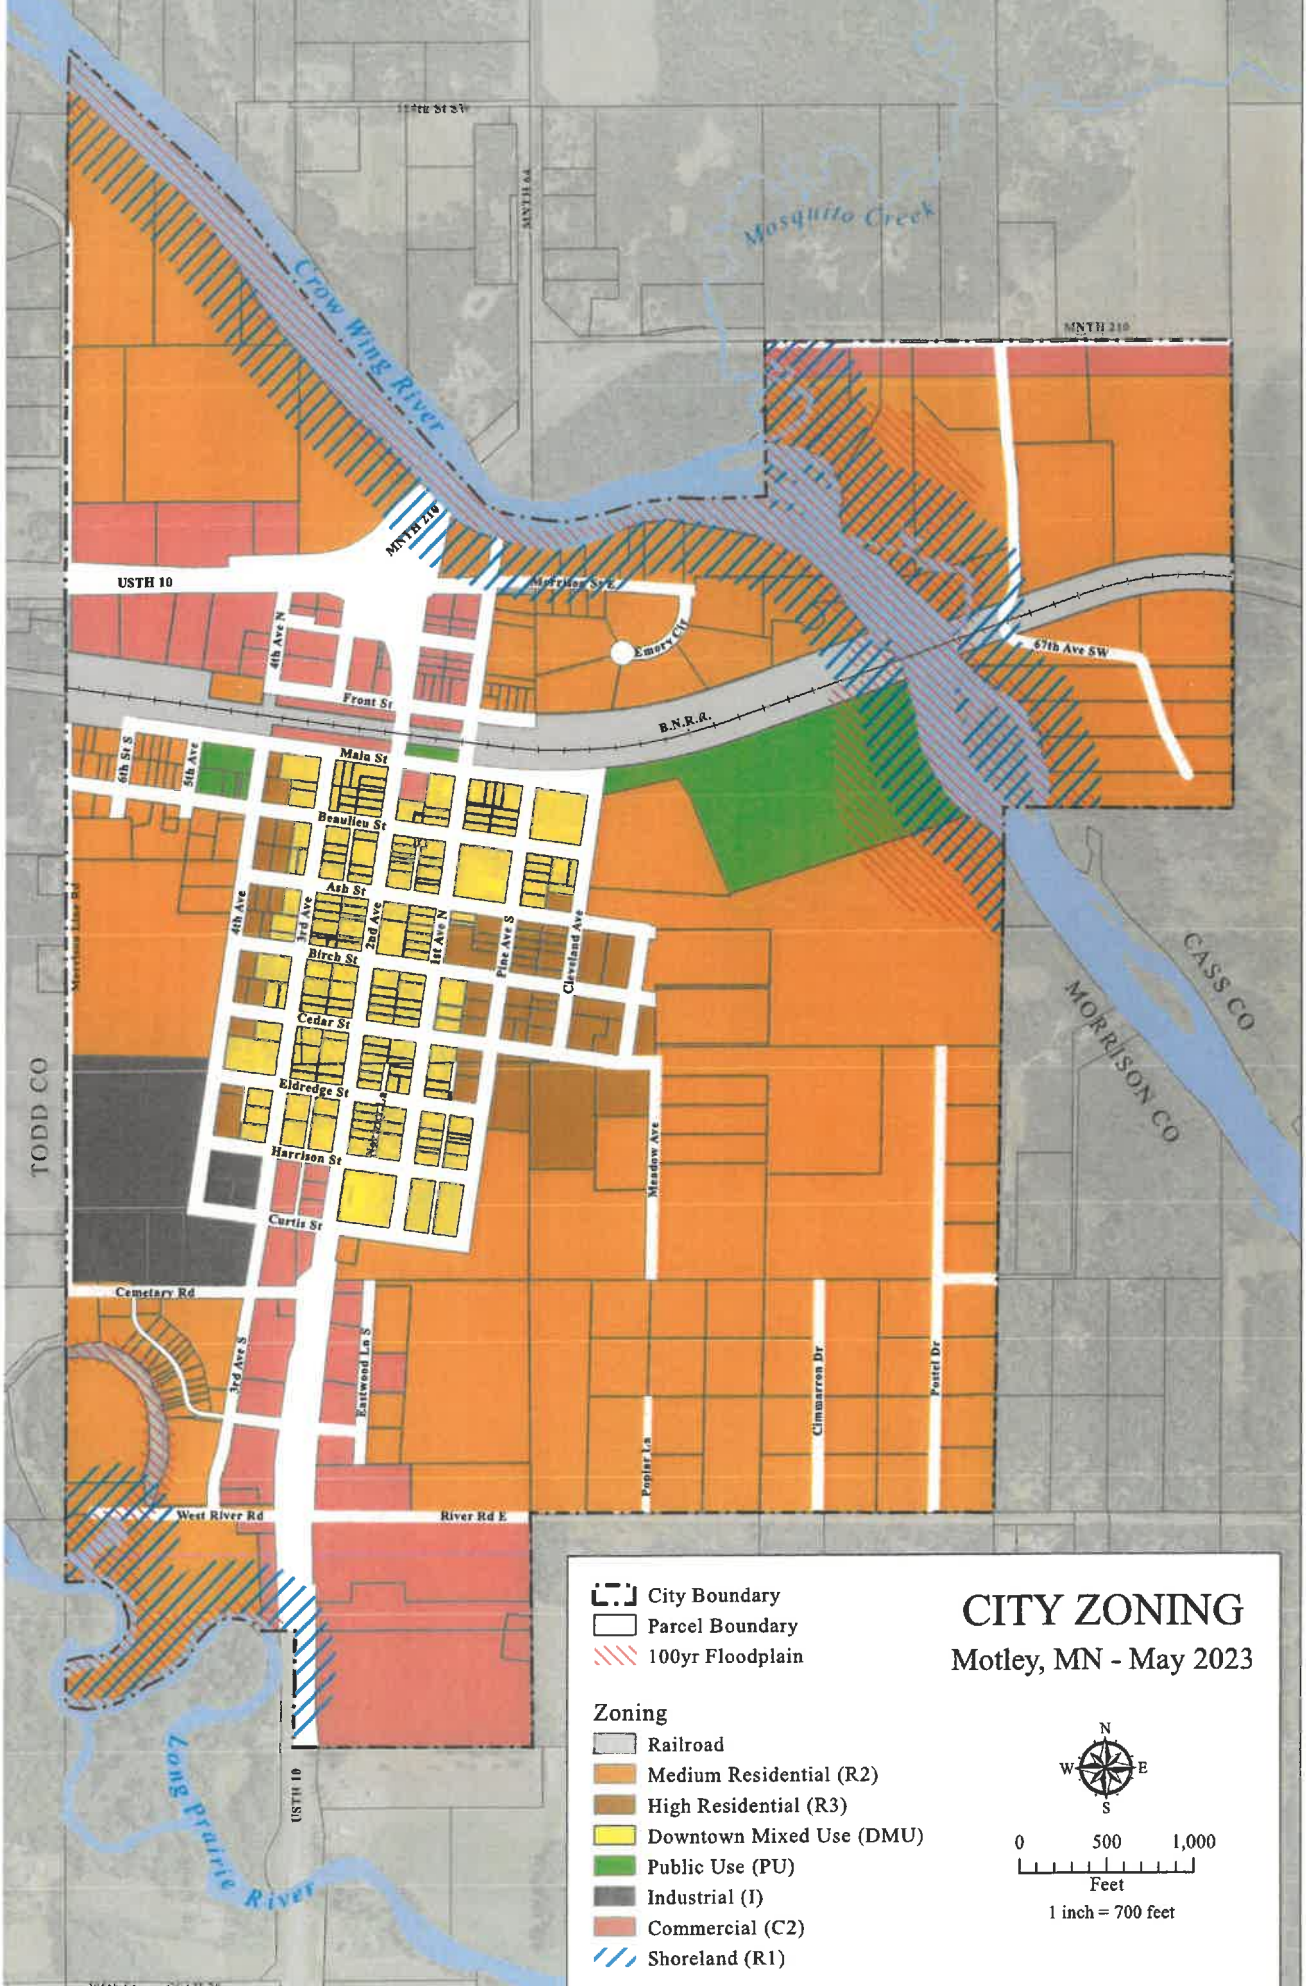 MNTH 64
Mosquito Creek
Crow Wing River
MNTH 210
MNTH 210
USTH 10
Morrison St E
4th Ave N
Emory Cir
67th Ave SW
Front St
B.N.R.R.
Main St
6th St S
5th Ave
Beaulieu St
Ash St
4th Ave
3rd Ave
2nd Ave
1st Ave N
Pine Ave S
Cleveland Ave
Birch St
Morrison Line Rd
CASS CO
MORRISON CO
Cedar St
TODD CO
Eldredge St
Meadow Ave
Harrison St
Curtis St
Cemetary Rd
3rd Ave S
Eastwood Ln S
Cimmarron Dr
Postel Dr
Poplar Ln
West River Rd
River Rd E
Long Prairie River
USTH 10
City Boundary
Parcel Boundary
100yr Floodplain
Zoning
Railroad
Medium Residential (R2)
High Residential (R3)
Downtown Mixed Use (DMU)
Public Use (PU)
Industrial (I)
Commercial (C2)
Shoreland (R1)
CITY ZONING
Motley, MN - May 2023
N
W E
S
0 500 1,000
Feet
1 inch = 700 feet